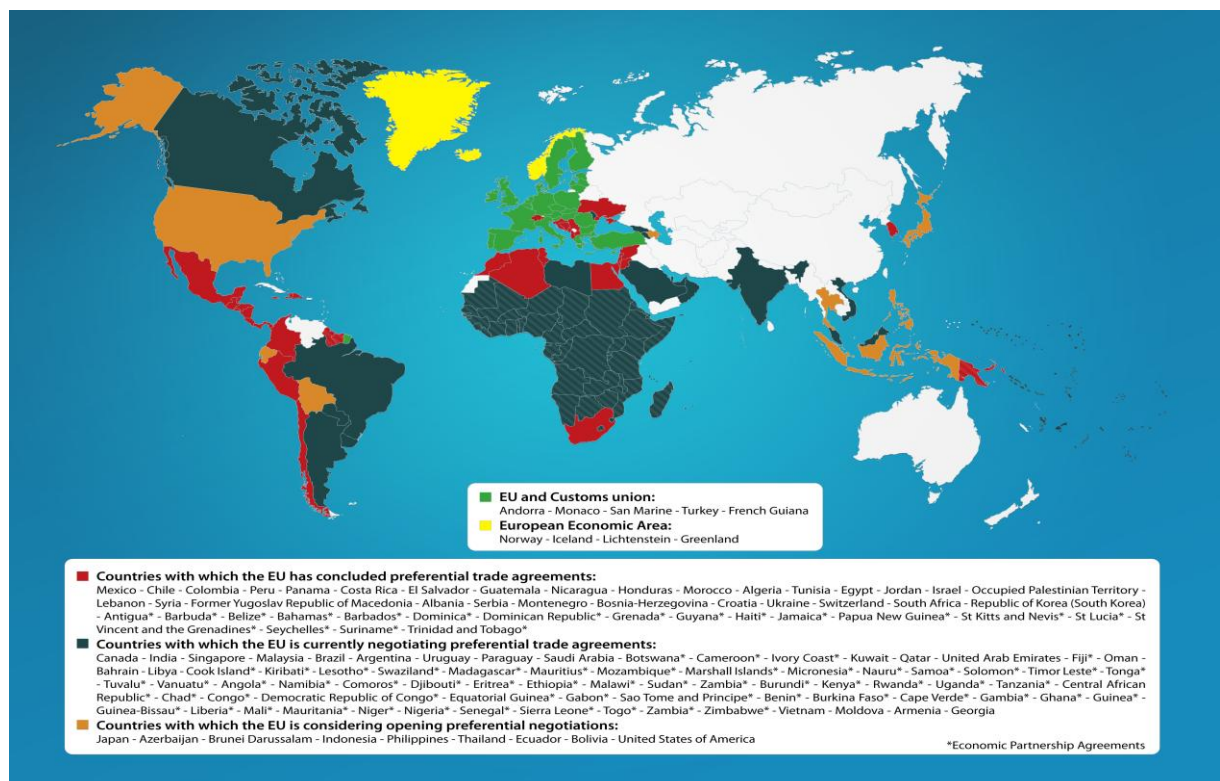 EU and Customs union:
Andorra - Monaco - San Marine - Turkey - French Guiana
European Economic Area:
Norway - Iceland - Lichtenstein - Greenland
Countries with which the EU has concluded preferential trade agreements:
Mexico - Chile - Colombia - Peru - Panama - Costa Rica - El Salvador - Guatemala - Nicaragua - Honduras - Morocco - Algeria - Tunisia - Egypt - Jordan - Israel - Occupied Palestinian Territory -
Lebanon - Syria - Former Yugoslav Republic of Macedonia - Albania - Serbia - Montenegro - Bosnia-Herzegovina - Croatia - Ukraine - Switzerland - South Africa - Republic of Korea (South Korea)
- Antigua* - Barbuda* - Belize* - Bahamas* - Barbados* - Dominica* - Dominican Republic* - Grenada* - Guyana* - Haiti* - Jamaica* - Papua New Guinea* - St Kitts and Nevis* - St Lucia* - St
Vincent and the Grenadines* - Seychelles* - Suriname* - Trinidad and Tobago*
Countries with which the EU is currently negotiating preferential trade agreements:
Canada - India - Singapore - Malaysia - Brazil - Argentina - Uruguay - Paraguay - Saudi Arabia - Botswana* - Cameroon* - Ivory Coast* - Kuwait - Qatar - United Arab Emirates - Fiji* - Oman -
Bahrain - Libya - Cook Island* - Kiribati* - Lesotho* - Swaziland* - Madagascar* - Mauritius* - Mozambique* - Marshall Islands* - Micronesia* - Nauru* - Samoa* - Solomon* - Timor Leste* - Tonga*
- Tuvalu* - Vanuatu* - Angola* - Namibia* - Comoros* - Djibouti* - Eritrea* - Ethiopia* - Malawi* - Sudan* - Zambia* - Burundi* - Kenya* - Rwanda* - Uganda* - Tanzania* - Central African
Republic* - Chad* - Congo* - Democratic Republic of Congo* - Equatorial Guinea* - Gabon* - Sao Tome and Principe* - Benin* - Burkina Faso* - Cape Verde* - Gambia* - Ghana* - Guinea* -
Guinea-Bissau* - Liberia* - Mali* - Mauritania* - Niger* - Nigeria* - Senegal* - Sierra Leone* - Togo* - Zambia* - Zimbabwe* - Vietnam - Moldova - Armenia - Georgia
Countries with which the EU is considering opening preferential negotiations:
Japan - Azerbaijan - Brunei Darussalam - Indonesia - Philippines - Thailand - Ecuador - Bolivia - United States of America
*Economic Partnership Agreements